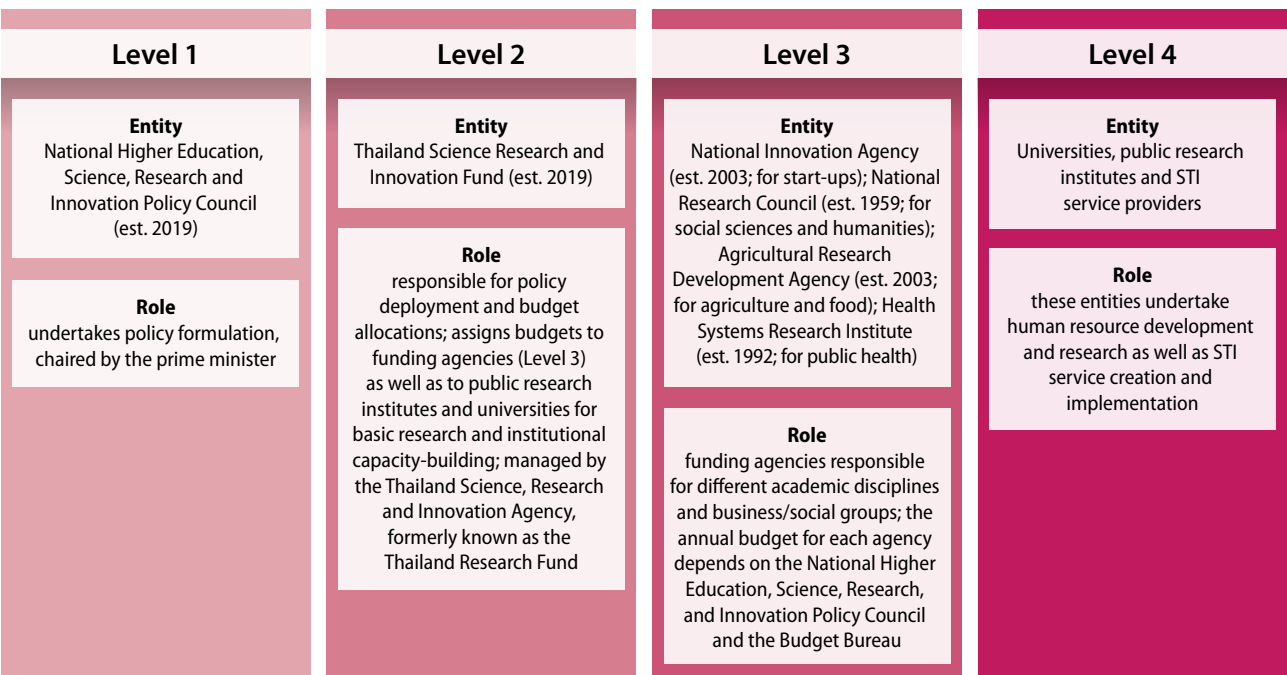 Level 1
Entity
National Higher Education,
Science, Research and
Innovation Policy Council
(est. 2019)
Role
undertakes policy formulation,
chaired by the prime minister
Level 2
Entity
Thailand Science Research and
Innovation Fund (est. 2019)
Role
responsible for policy
deployment and budget
allocations; assigns budgets to
funding agencies (Level 3)
as well as to public research
institutes and universities for
basic research and institutional
capacity-building; managed by
the Thailand Science, Research
and Innovation Agency,
formerly known as the
Thailand Research Fund
Level 3
Entity
National Innovation Agency
(est. 2003; for start-ups); National
Research Council (est. 1959; for
social sciences and humanities);
Agricultural Research
Development Agency (est. 2003;
for agriculture and food); Health
Systems Research Institute
(est. 1992; for public health)
Role
funding agencies responsible
for different academic disciplines
and business/social groups; the
annual budget for each agency
depends on the National Higher
Education, Science, Research,
and Innovation Policy Council
and the Budget Bureau
Level 4
Entity
Universities, public research
institutes and STI
service providers
Role
these entities undertake
human resource development
and research as well as STI
service creation and
implementation